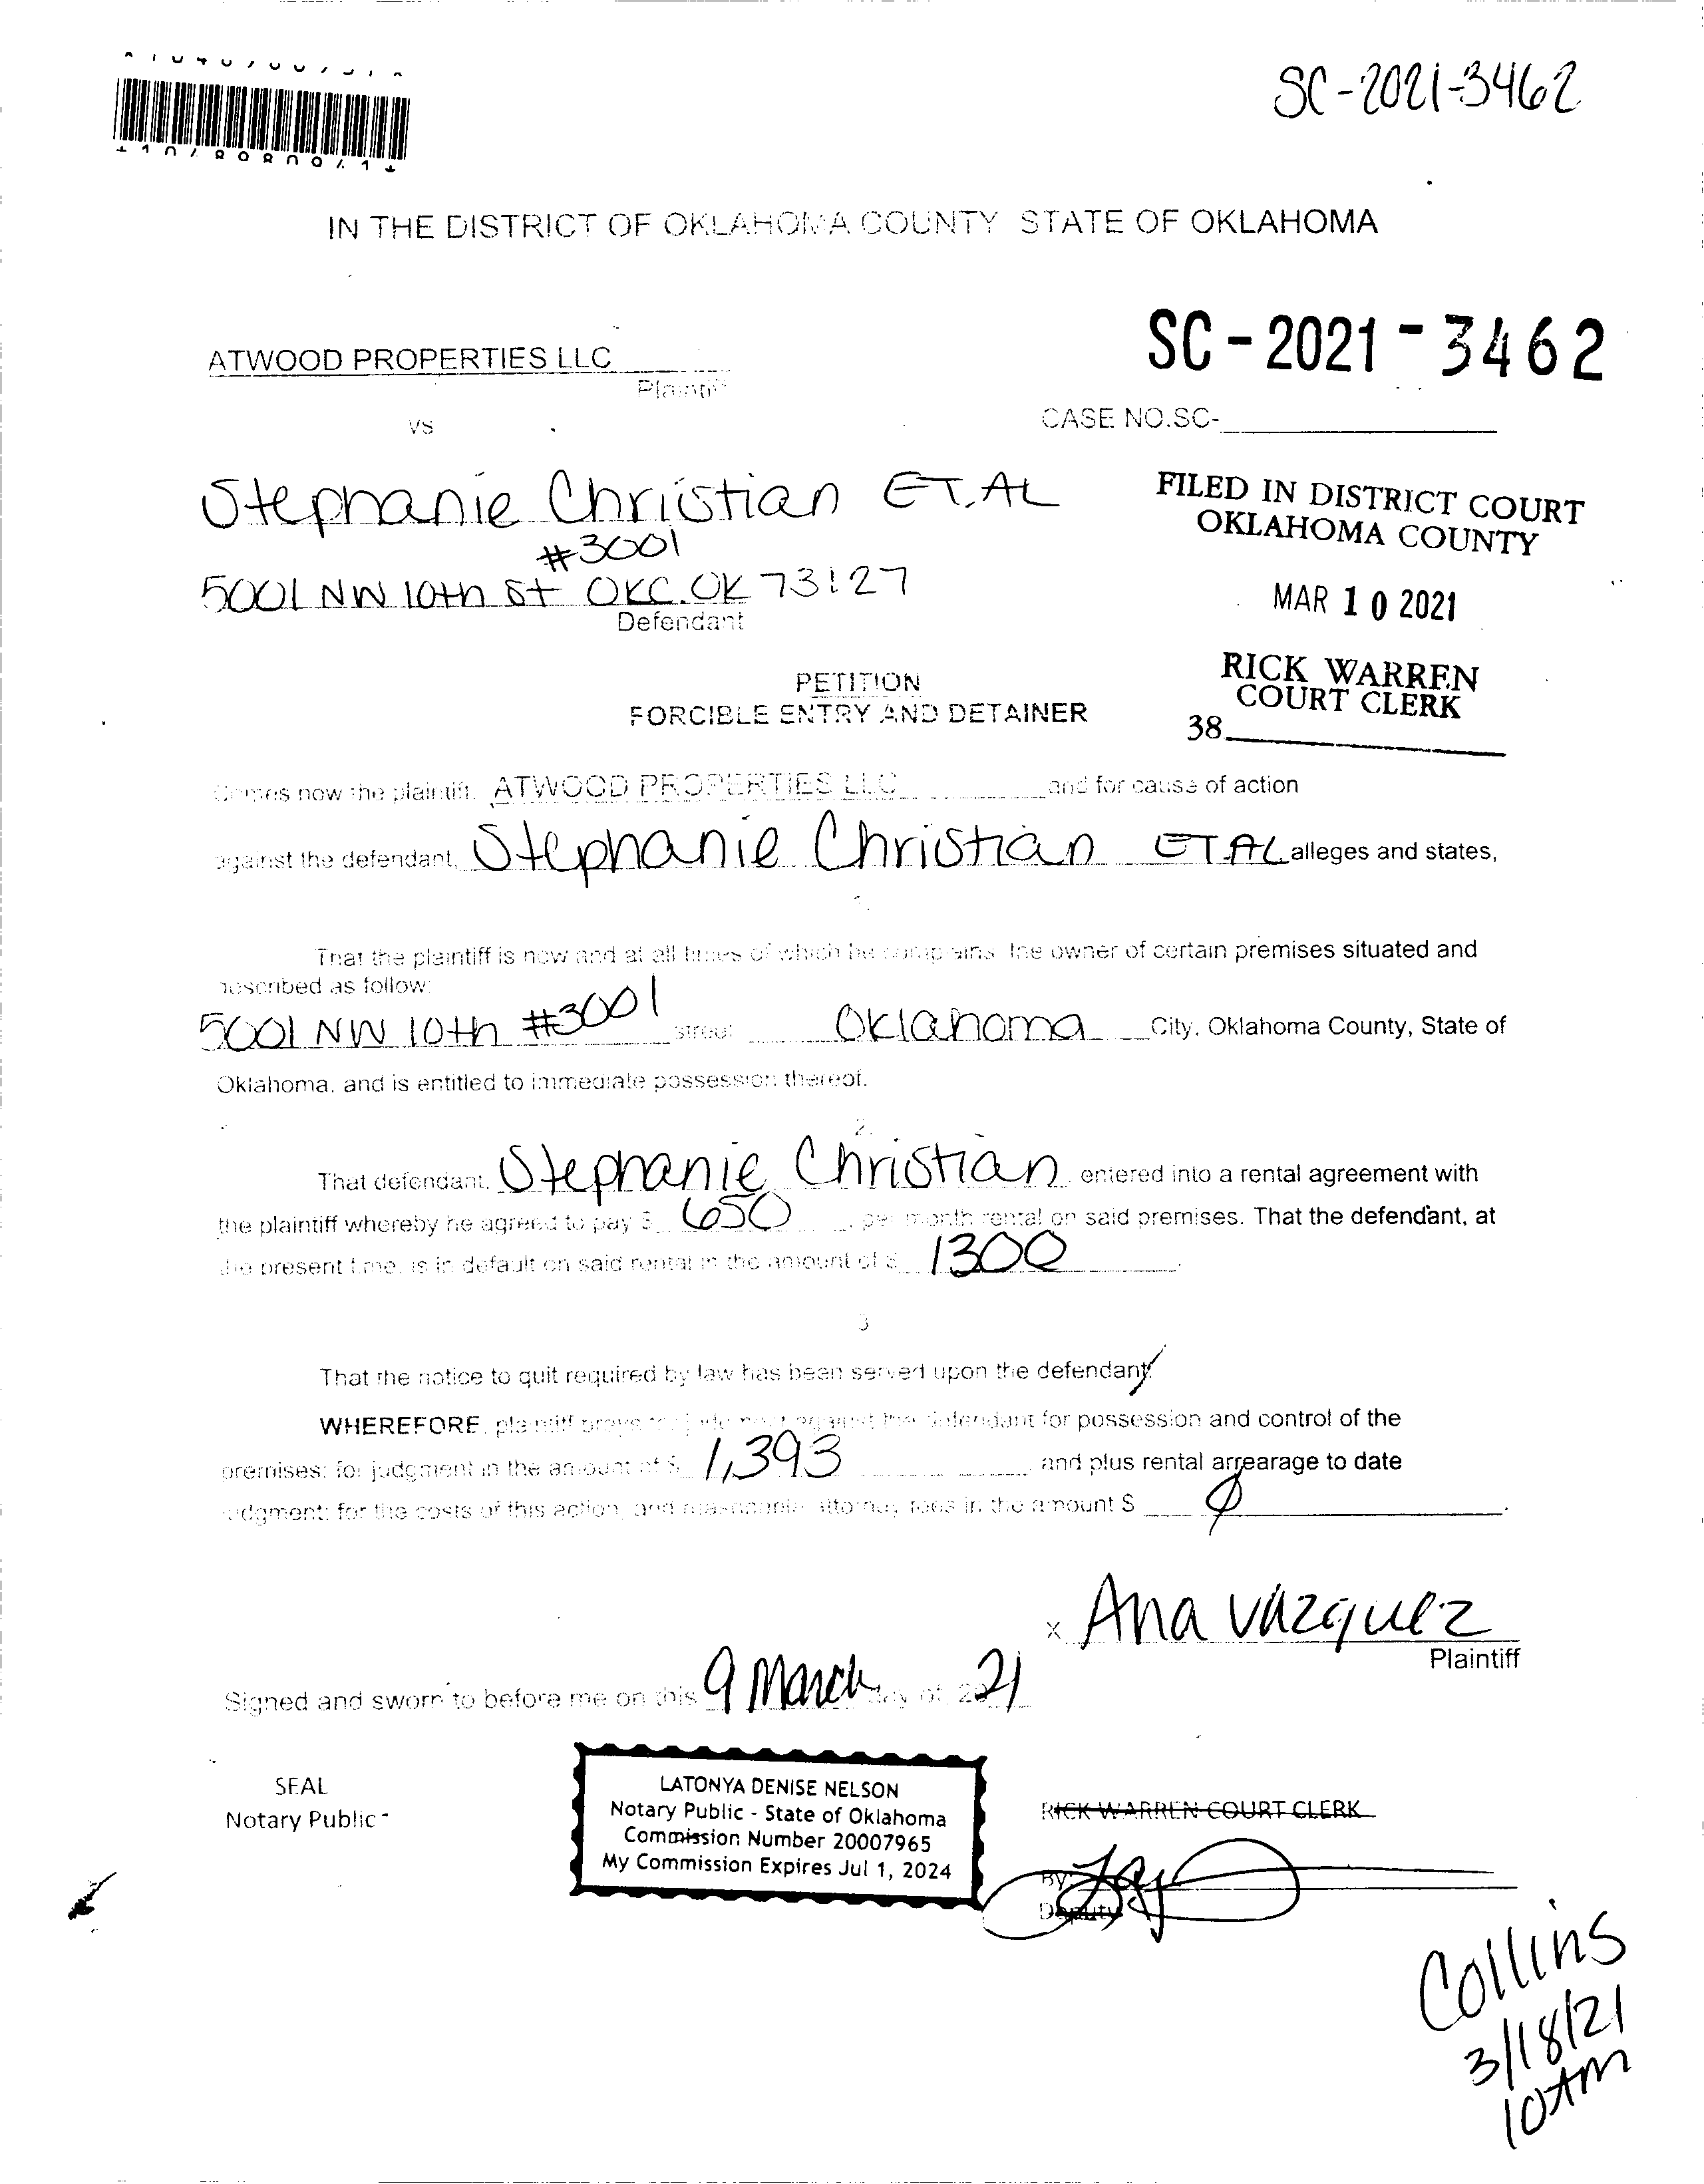 SC-2021-3462
IN THE DISTRICT OF OKLAHOMA COUNTY STATE OF OKLAHOMA
ATWOOD PROPERTIES LLC
Plaintiff
SC-2021-3462
VS
CASE NO.SC-
Stephanie Christian ET.AL
#3001
5001 NW 10th St OKC.OK 73127
Defendant
FILED IN DISTRICT COURT
OKLAHOMA COUNTY
MAR 10 2021
RICK WARREN
COURT CLERK
38
PETITION
FORCIBLE ENTRY AND DETAINER
Comes now the plaintiff, ATWOOD PROPERTIES LLC and for cause of action
against the defendant, Stephanie Christian ET AL alleges and states,
1.
That the plaintiff is now and at all times of which he complains the owner of certain premises situated and
described as follow:
5001 NW 10th #3001 street Oklahoma City, Oklahoma County, State of
Oklahoma, and is entitled to immediate possession thereof.
2.
That defendant, Stephanie Christian entered into a rental agreement with
the plaintiff whereby he agreed to pay $ 650 per month rental on said premises. That the defendant, at
the present time, is in default on said rental in the amount of $ 1300
3
That the notice to quit required by law has been served upon the defendant
WHEREFORE, plaintiff prays for judgment against the defendant for possession and control of the
premises: for judgment in the amount of $ 1,393 and plus rental arrearage to date
judgment: for the costs of this action, and reasonable attorney fees in the amount $ ϕ
x Ana Vazquez
Plaintiff
Signed and sworn to before me on this 9 March day of, 2021
SEAL
Notary Public
LATONYA DENISE NELSON
Notary Public - State of Oklahoma
Commission Number 20007965
My Commission Expires Jul 1, 2024
RICK WARREN COURT CLERK
By:
Deputy
Collins
3/18/21
10AM